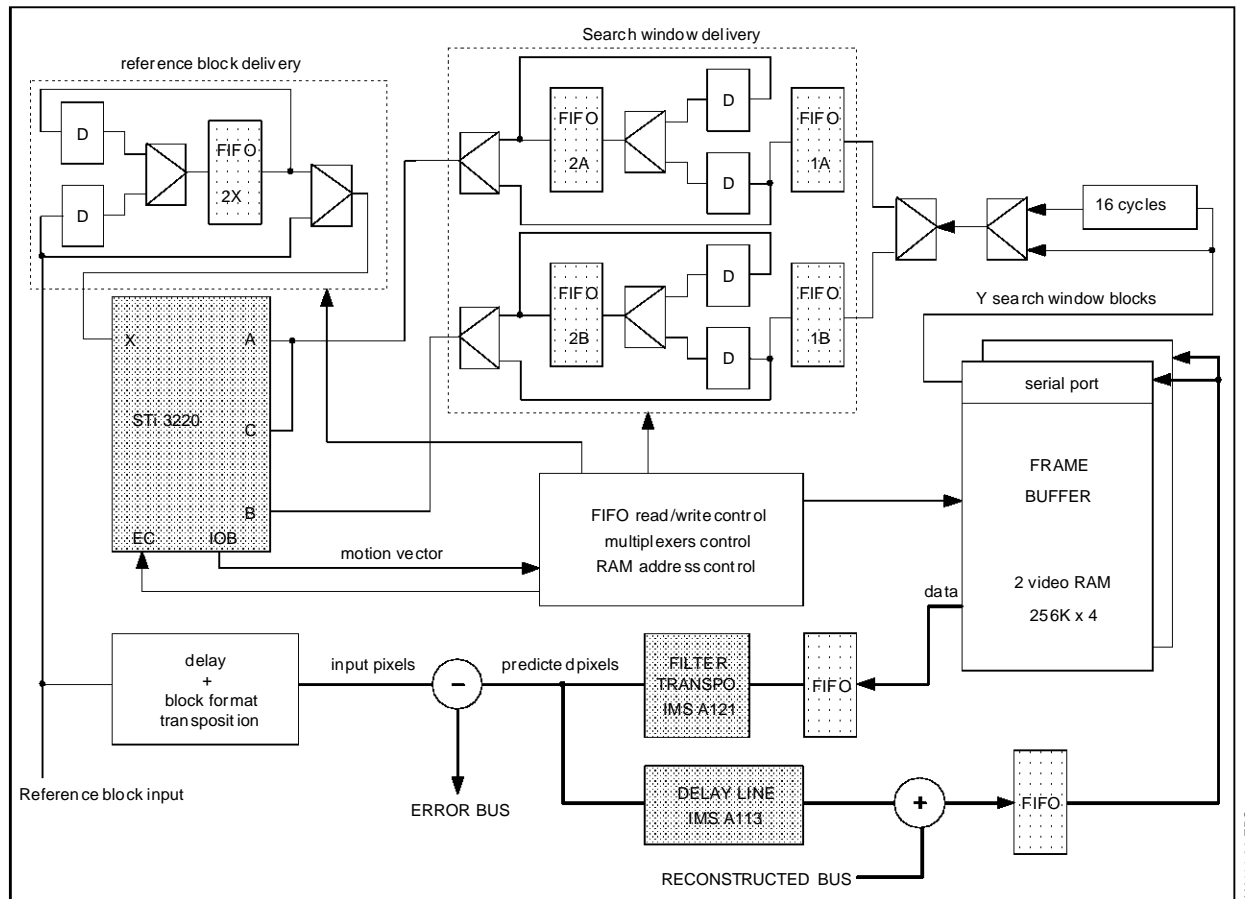 Search window delivery
reference block delivery
D
D
FIFO
2X
FIFO
2A
D
D
FIFO
1A
16 cycles
FIFO
2B
D
D
FIFO
1B
Y search window blocks
X
A
STi 3220
C
B
EC
IOB
motion vector
FIFO read/write control
multiplexers control
RAM address control
serial port
FRAME
BUFFER
2 video RAM
256K x 4
data
delay
+
block format
transposition
input pixels
−
predicted pixels
FILTER
TRANSPO.
IMS A121
FIFO
Reference block input
ERROR BUS
DELAY LINE
IMS A113
+
FIFO
RECONSTRUCTED BUS